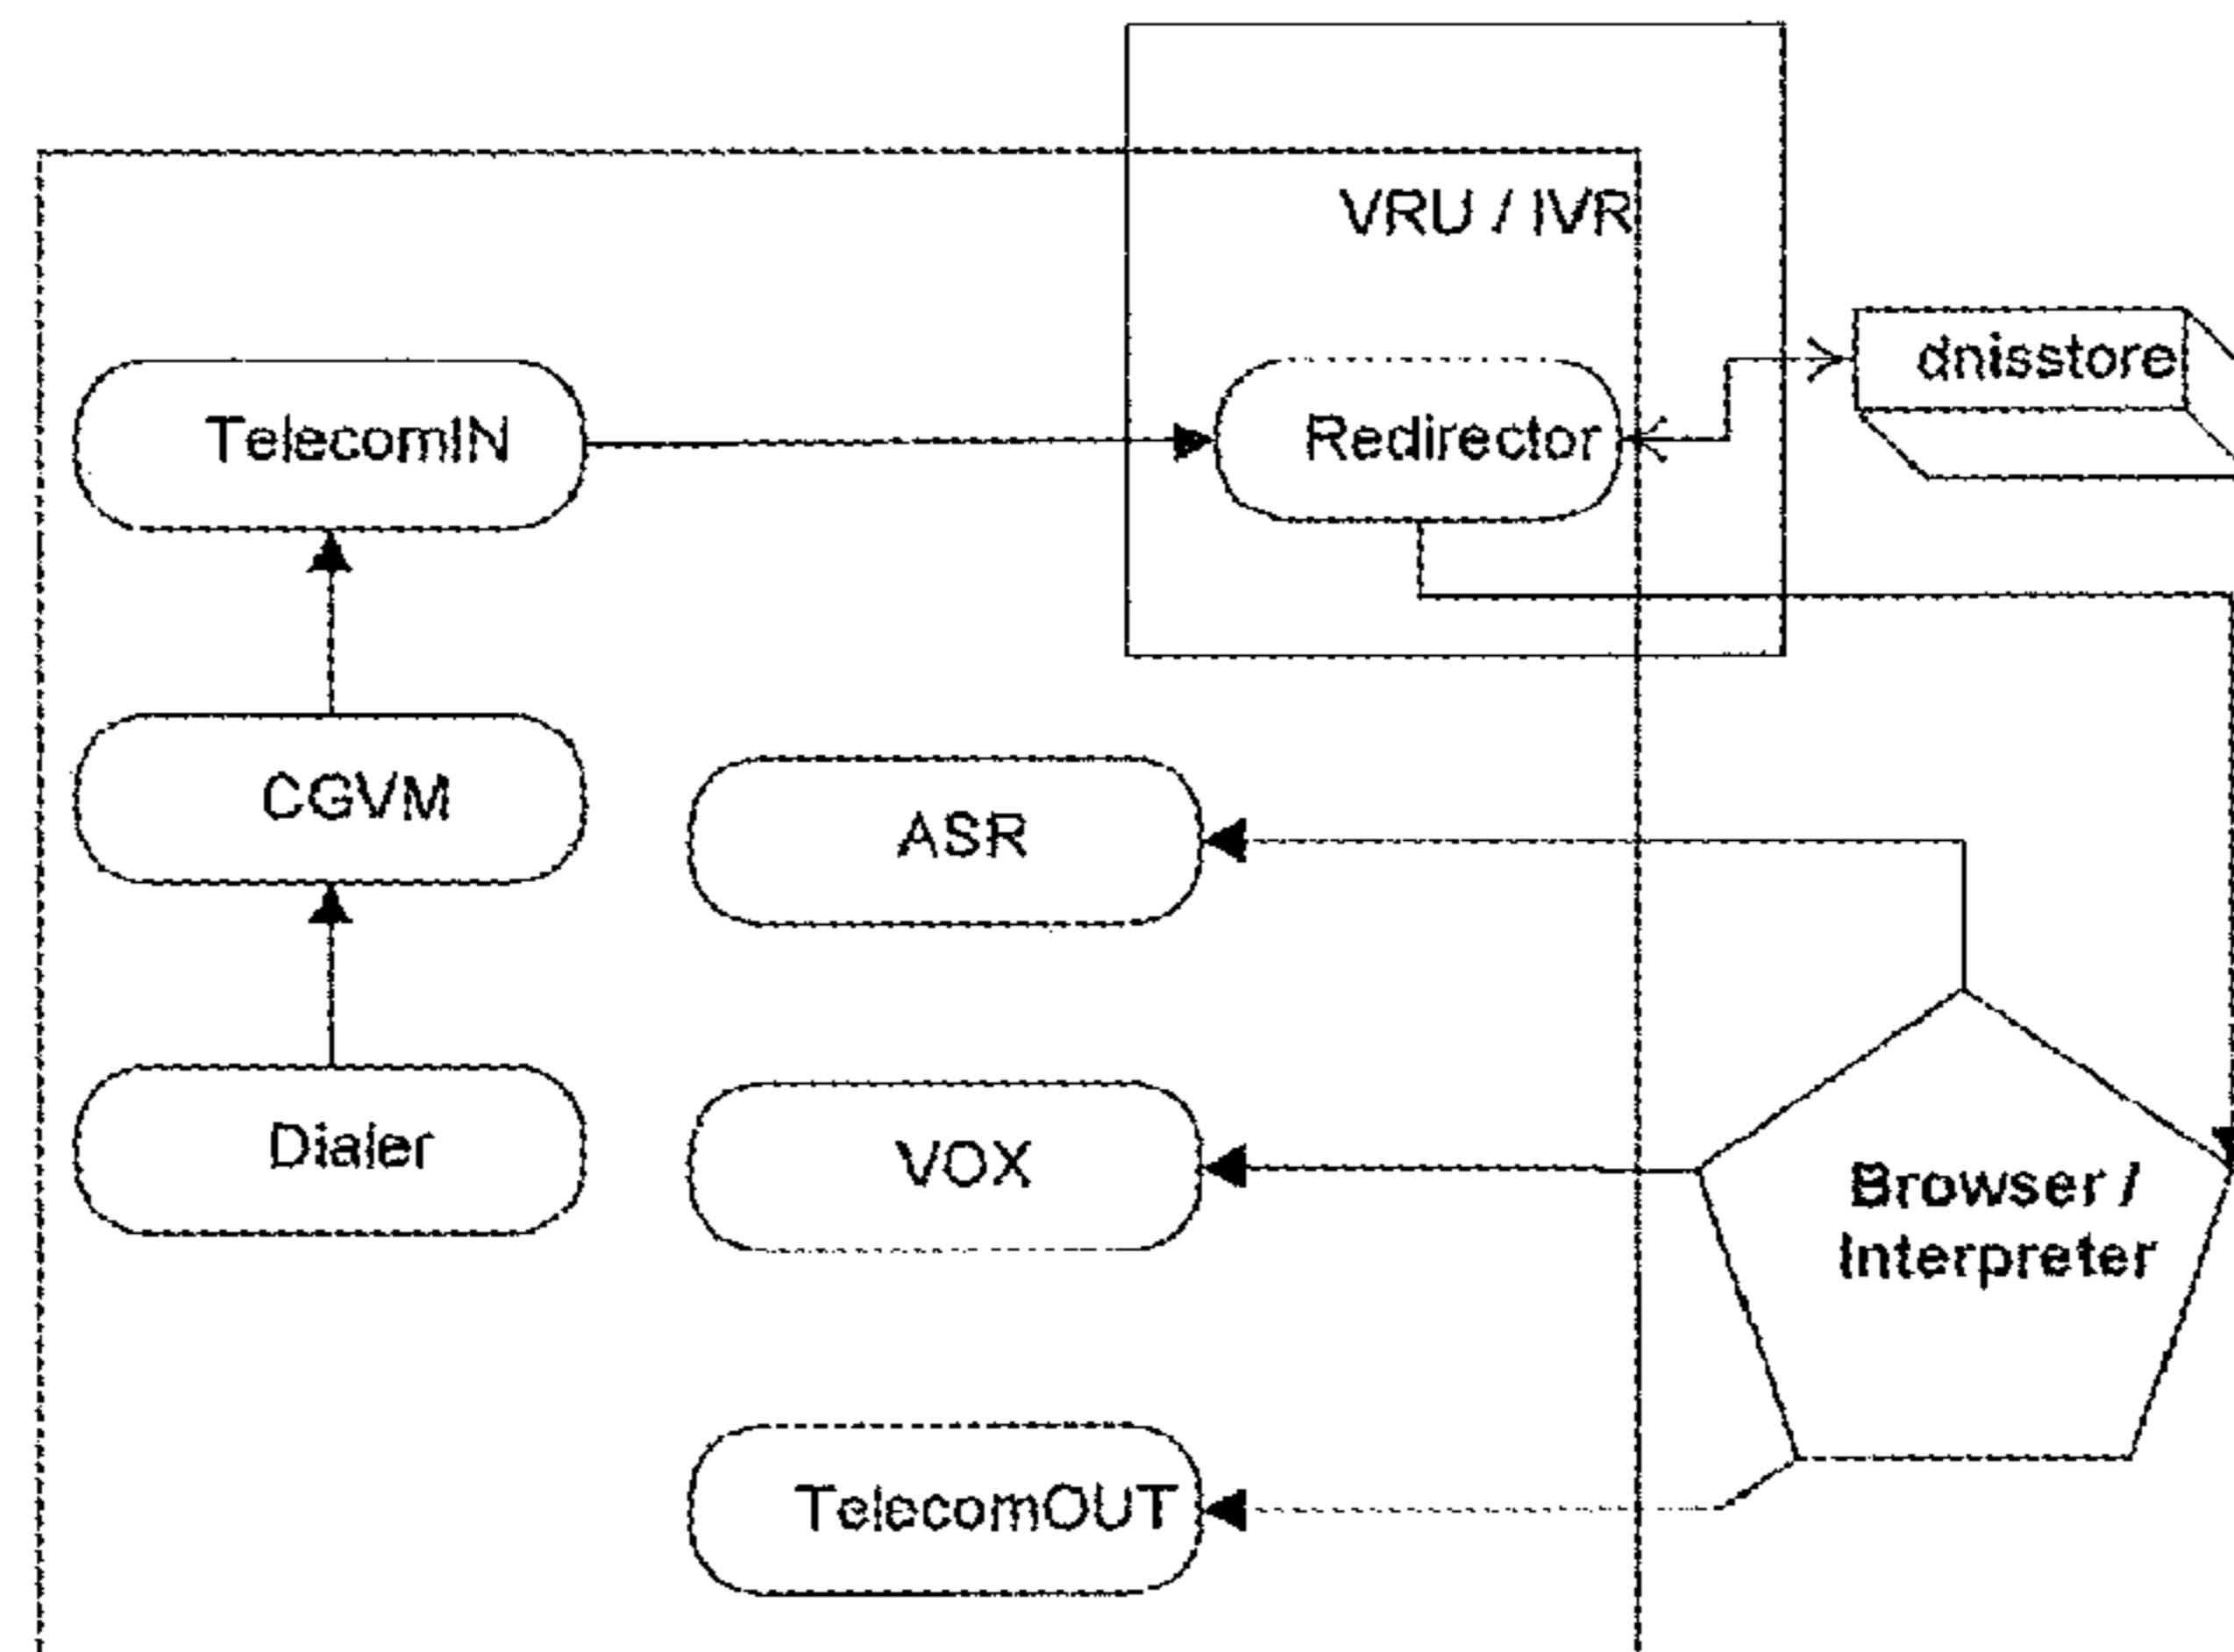 VRU / IVR
dnisstore
TelecomIN
Redirector
CGVM
ASR
Dialer
VOX
Browser /
Interpreter
TelecomOUT